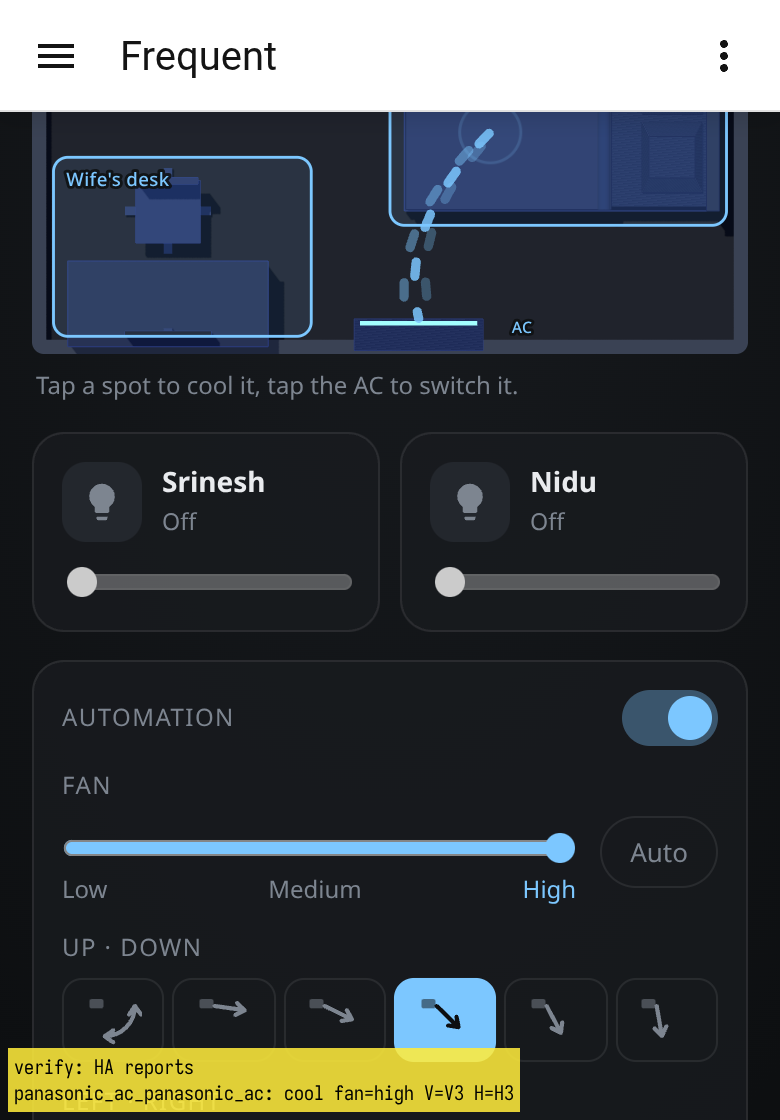 Frequent
Wife's desk
AC
Tap a spot to cool it, tap the AC to switch it.
Srinesh
Off
Nidu
Off
AUTOMATION
FAN
Auto
Low
Medium
High
UP · DOWN
verify: HA reports
panasonic_ac_panasonic_ac: cool fan=high V=V3 H=H3